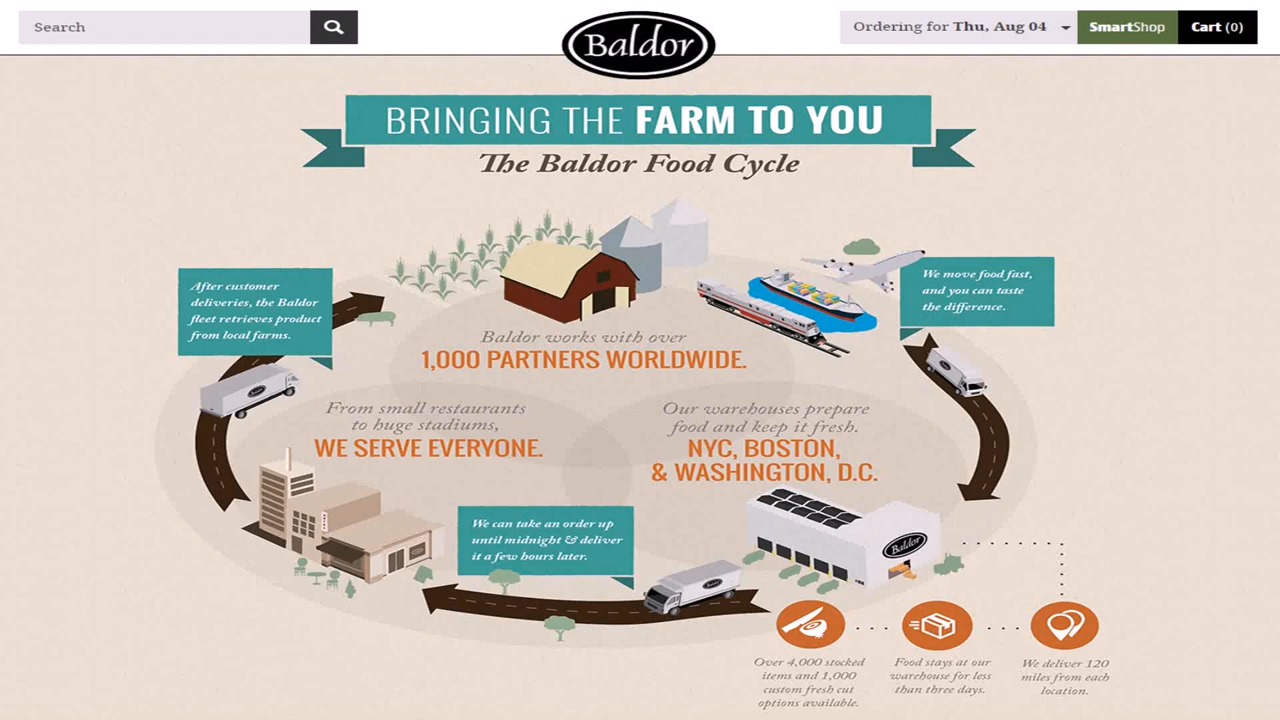 Search
Baldor
Ordering for Thu, Aug 04
SmartShop
Cart (0)
BRINGING THE FARM TO YOU
The Baldor Food Cycle
After customer
deliveries, the Baldor
fleet retrieves product
from local farms.
We move food fast,
and you can taste
the difference.
Baldor works with over
1,000 PARTNERS WORLDWIDE.
From small restaurants
to huge stadiums,
WE SERVE EVERYONE.
Our warehouses prepare
food and keep it fresh.
NYC, BOSTON,
& WASHINGTON, D.C.
We can take an order up
until midnight & deliver
it a few hours later.
Baldor
Over 4,000 stocked
items and 1,000
custom fresh cut
options available.
Food stays at our
warehouse for less
than three days.
We deliver 120
miles from each
location.